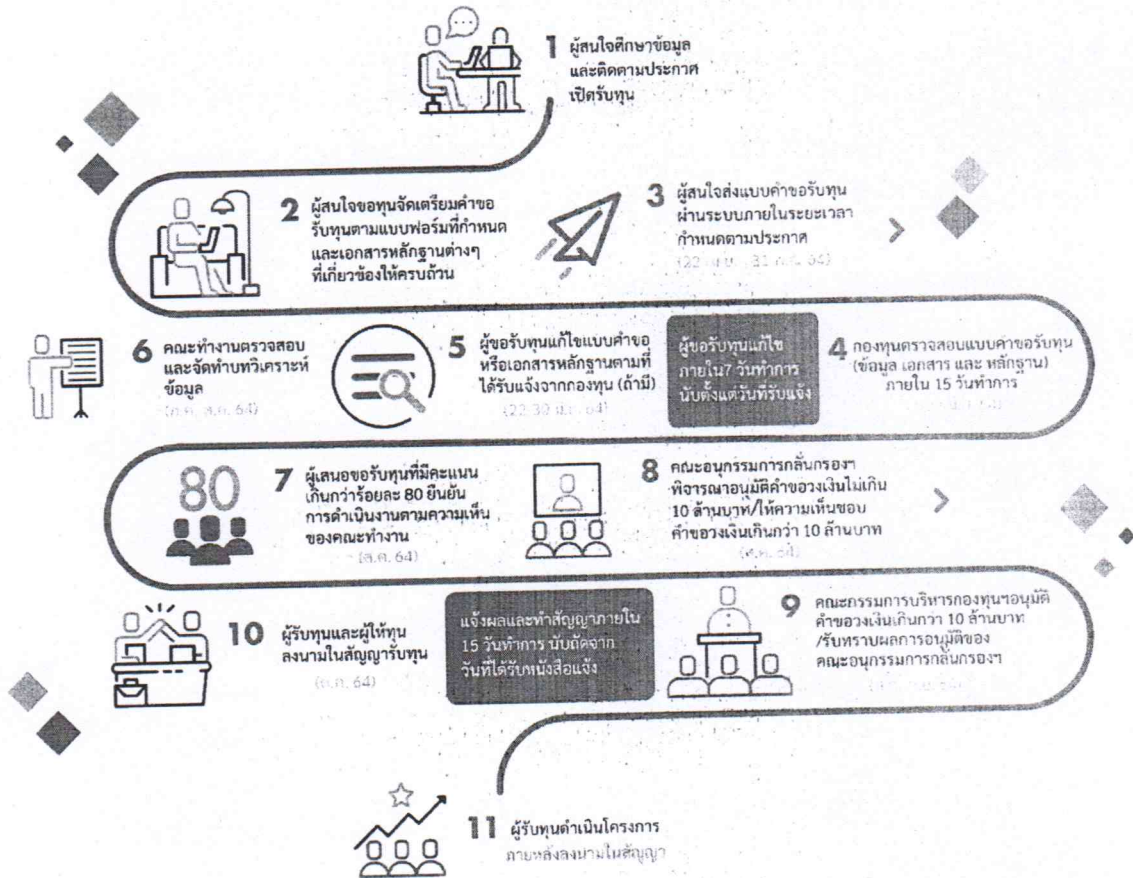 1 ผู้สนใจศึกษาข้อมูล
และติดตามประกาศ
เปิดรับทุน
2 ผู้สนใจขอทุนจัดเตรียมคำขอ
รับทุนตามแบบฟอร์มที่กำหนด
และเอกสารหลักฐานต่างๆ
ที่เกี่ยวข้องให้ครบถ้วน
3 ผู้สนใจส่งแบบคำขอรับทุน
ผ่านระบบภายในระยะเวลา
กำหนดตามประกาศ
4 กองทุนตรวจสอบแบบคำขอรับทุน
(ข้อมูล เอกสาร และ หลักฐาน)
ภายใน 15 วันทำการ
ผู้ขอรับทุนแก้ไข
ภายใน7 วันทำการ
นับตั้งแต่วันที่รับแจ้ง
5 ผู้ขอรับทุนแก้ไขแบบคำขอ
หรือเอกสารหลักฐานตามที่
ได้รับแจ้งจากกองทุน (ถ้ามี)
6 คณะทำงานตรวจสอบ
และจัดทำบทวิเคราะห์
ข้อมูล
80
7 ผู้เสนอขอรับทุนที่มีคะแนน
เกินกว่าร้อยละ 80 ยืนยัน
การดำเนินงานตามความเห็น
ของคณะทำงาน
(ส.ค. 64)
8 คณะอนุกรรมการกลั่นกรองฯ
พิจารณาอนุมัติคำขอวงเงินไม่เกิน
10 ล้านบาท/ให้ความเห็นชอบ
คำขอวงเงินเกินกว่า 10 ล้านบาท
(ส.ค. 64)
9 คณะกรรมการบริหารกองทุนฯอนุมัติ
คำขอวงเงินเกินกว่า 10 ล้านบาท
/รับทราบผลการอนุมัติของ
คณะอนุกรรมการกลั่นกรองฯ
แจ้งผลและทำสัญญาภายใน
15 วันทำการ นับถัดจาก
วันที่ได้รับหนังสือแจ้ง
10 ผู้รับทุนและผู้ให้ทุน
ลงนามในสัญญารับทุน
(ต.ค. 64)
11 ผู้รับทุนดำเนินโครงการ
ภายหลังลงนามในสัญญา